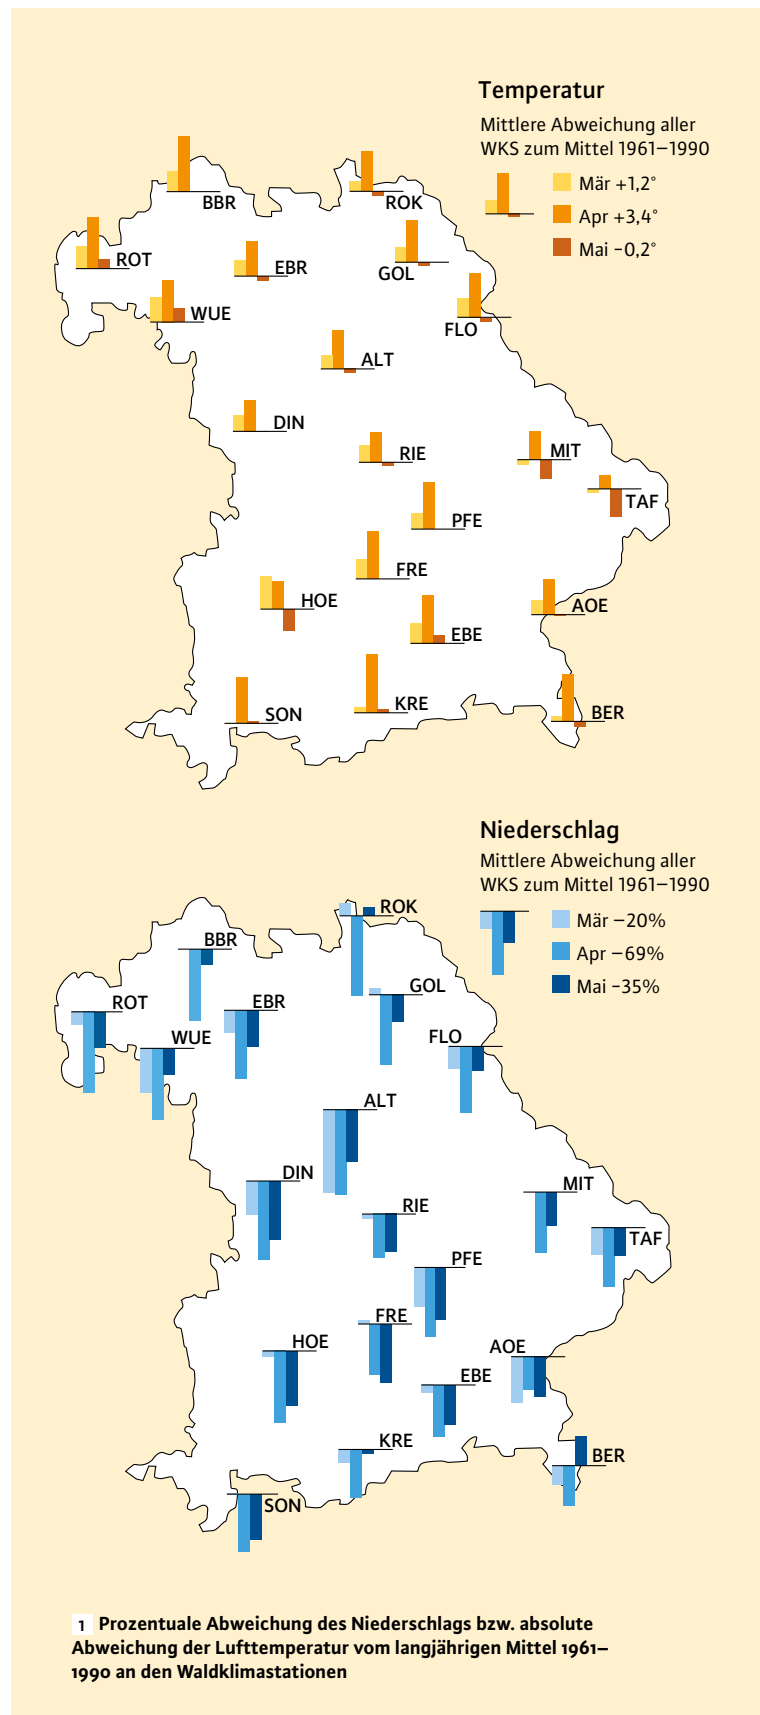 Temperatur
Mittlere Abweichung aller
WKS zum Mittel 1961–1990
Mär +1,2°
Apr +3,4°
Mai –0,2°
BBR
ROK
ROT
EBR
GOL
WUE
FLO
ALT
DIN
RIE
MIT
TAF
PFE
FRE
HOE
AOE
EBE
KRE
SON
BER
Niederschlag
Mittlere Abweichung aller
WKS zum Mittel 1961–1990
Mär –20%
Apr –69%
Mai –35%
ROK
BBR
GOL
ROT
EBR
WUE
FLO
ALT
DIN
MIT
RIE
TAF
PFE
FRE
HOE
AOE
EBE
KRE
BER
SON
1 Prozentuale Abweichung des Niederschlags bzw. absolute
Abweichung der Lufttemperatur vom langjährigen Mittel 1961–
1990 an den Waldklimastationen